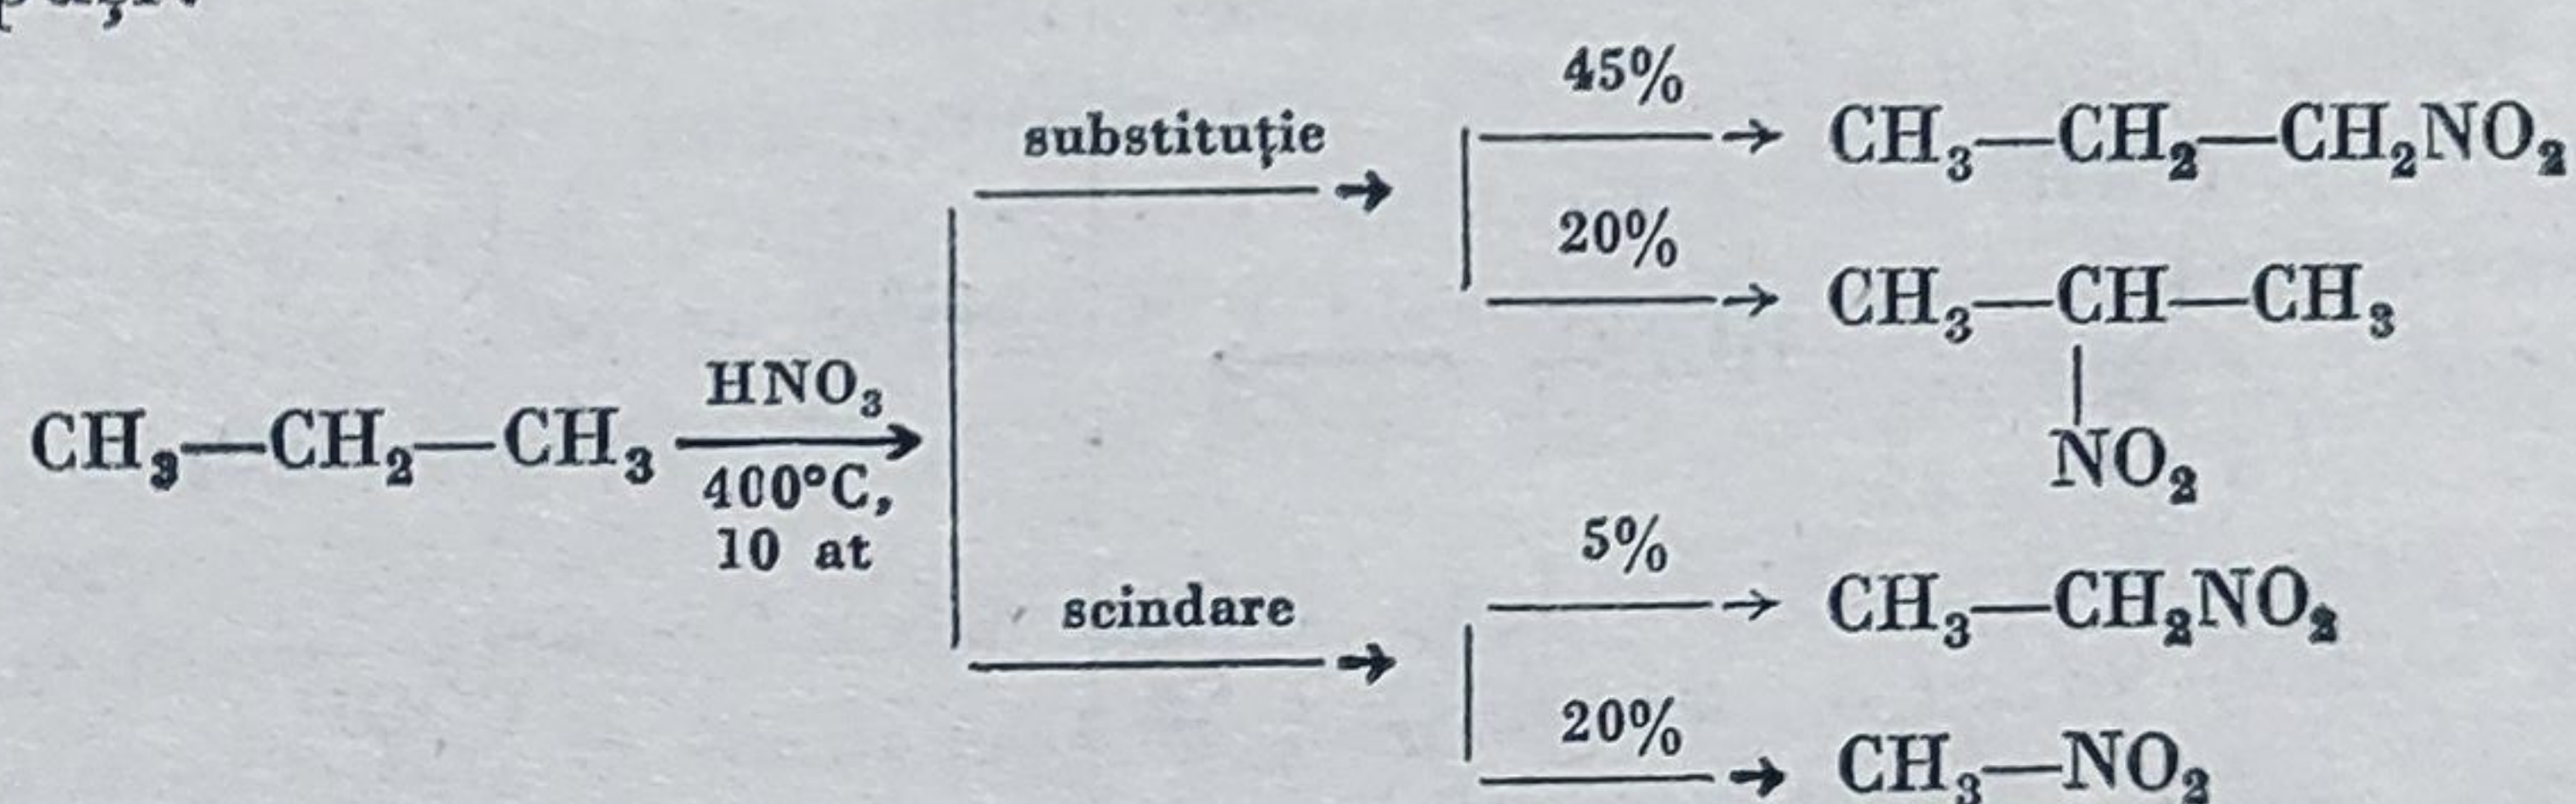 45%
substituție → CH₃—CH₂—CH₂NO₂
20%
→ CH₃—CH—CH₃
|
NO₂
HNO₃
CH₃—CH₂—CH₃ →
400°C,
10 at
5%
scindare → CH₃—CH₂NO₂
20%
→ CH₃—NO₂